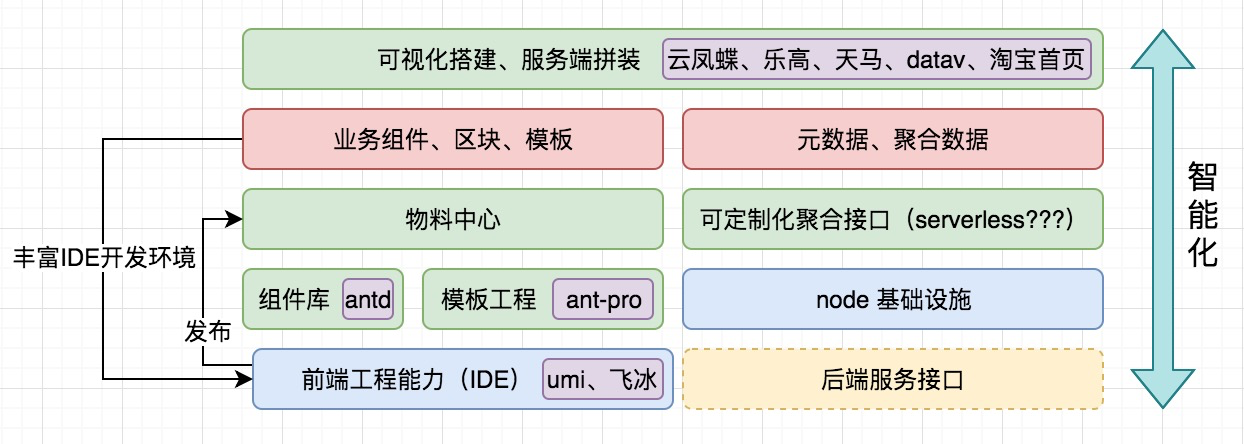 可视化搭建、服务端拼装 云凤蝶、乐高、天马、datav、淘宝首页
业务组件、区块、模板
元数据、聚合数据
物料中心
可定制化聚合接口（serverless???）
丰富IDE开发环境
组件库 antd
模板工程 ant-pro
node 基础设施
发布
前端工程能力（IDE） umi、飞冰
后端服务接口
智能化